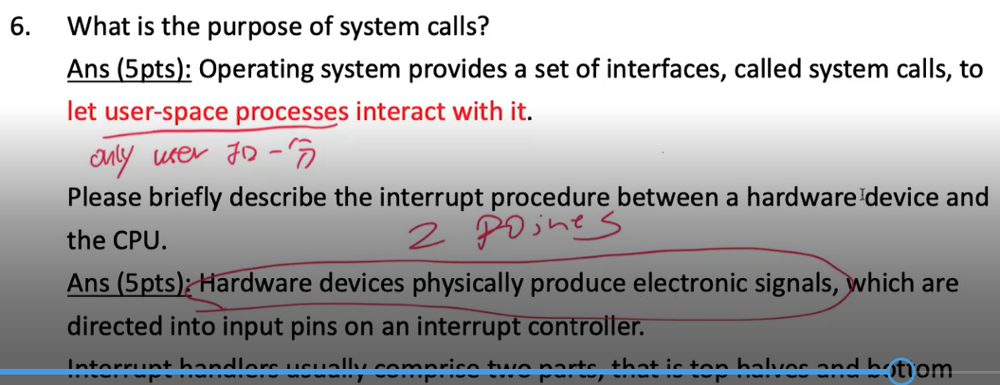 6. What is the purpose of system calls?
Ans (5pts): Operating system provides a set of interfaces, called system calls, to
let user-space processes interact with it.
only user
Please briefly describe the interrupt procedure between a hardware device and
the CPU.
2 points
Ans (5pts): Hardware devices physically produce electronic signals, which are
directed into input pins on an interrupt controller.
Interrupt handlers usually comprise two parts, that is top halves and bottom